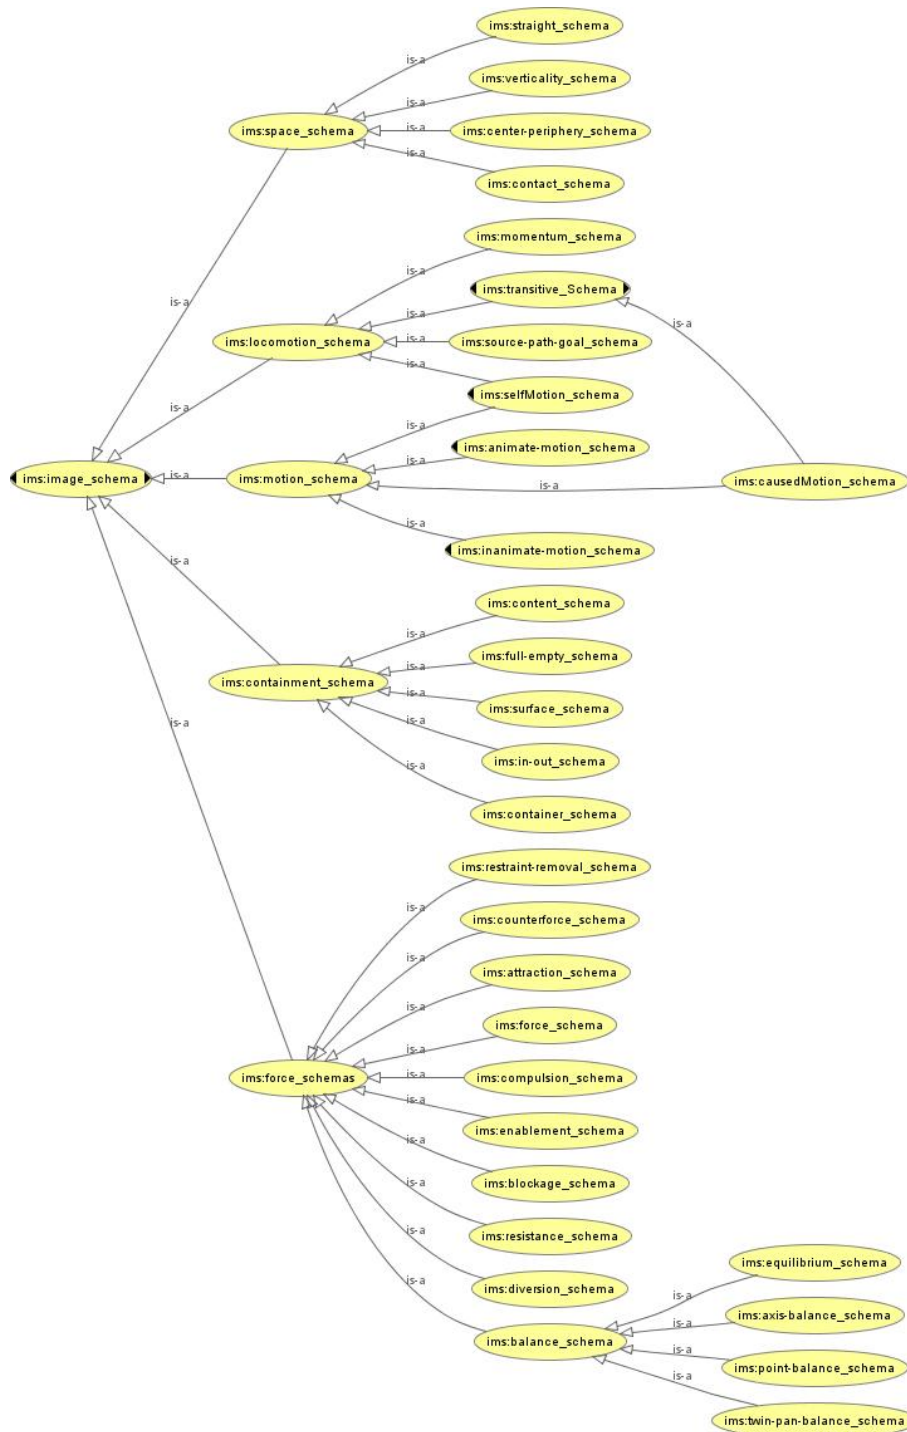 ims:straight_schema
is-a
ims:verticality_schema
is-a
ims:space_schema
is-a
ims:center-periphery_schema
is-a
ims:contact_schema
ims:momentum_schema
is-a
ims:transitive_Schema
is-a
is-a
is-a
ims:locomotion_schema
is-a
ims:source-path-goal_schema
is-a
ims:selfMotion_schema
is-a
is-a
ims:animate-motion_schema
is-a
ims:image_schema
is-a
ims:motion_schema
is-a
ims:causedMotion_schema
is-a
ims:inanimate-motion_schema
is-a
ims:content_schema
is-a
ims:full-empty_schema
is-a
ims:containment_schema
is-a
ims:surface_schema
is-a
is-a
ims:in-out_schema
is-a
ims:container_schema
ims:restraint-removal_schema
is-a
ims:counterforce_schema
is-a
ims:attraction_schema
is-a
ims:force_schema
is-a
ims:force_schemas
is-a
ims:compulsion_schema
is-a
ims:enablement_schema
is-a
ims:blockage_schema
is-a
ims:resistance_schema
is-a
ims:equilibrium_schema
is-a
ims:diversion_schema
is-a
ims:axis-balance_schema
is-a
ims:balance_schema
is-a
ims:point-balance_schema
is-a
ims:twin-pan-balance_schema